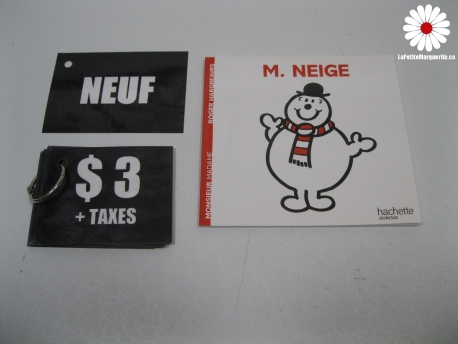 LaPetiteMarguerite.ca
NEUF
$ 3
+ TAXES
M. NEIGE
ROGER HARGREAVES
MONSIEUR MADAME
hachette
JEUNESSE